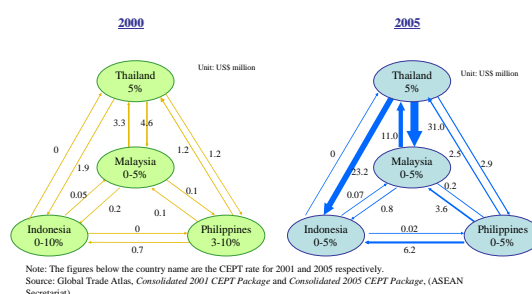 2000
2005
Unit: US$ million
Unit: US$ million
Thailand
5%
Thailand
5%
3.3
4.6
11.0
31.0
0
1.9
1.2
1.2
0
23.2
2.5
2.9
Malaysia
0-5%
Malaysia
0-5%
0.05
0.2
0.1
0.1
0.07
0.8
0.2
3.6
Indonesia
0-10%
0
0.7
Philippines
3-10%
Indonesia
0-5%
0.02
6.2
Philippines
0-5%
Note: The figures below the country name are the CEPT rate for 2001 and 2005 respectively.
Source: Global Trade Atlas, Consolidated 2001 CEPT Package and Consolidated 2005 CEPT Package, (ASEAN
Secretariat)